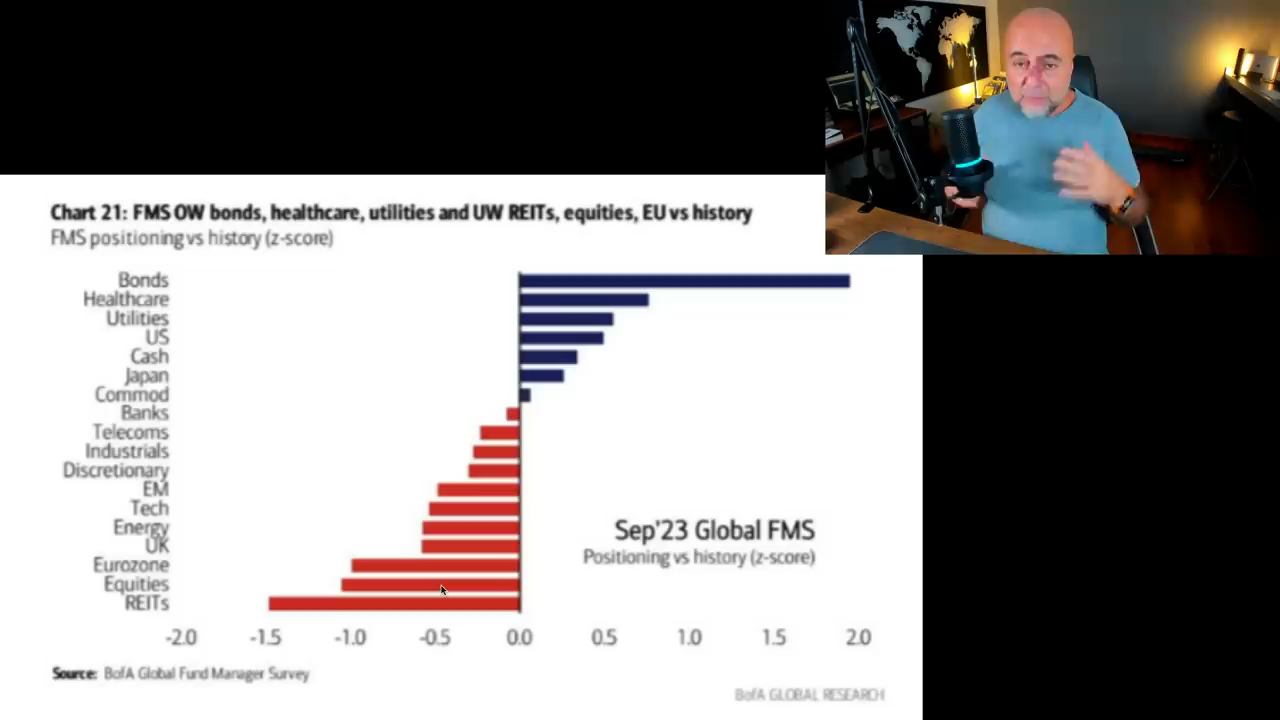 Chart 21: FMS OW bonds, healthcare, utilities and UW REITs, equities, EU vs history
FMS positioning vs history (z-score)
Bonds
Healthcare
Utilities
US
Cash
Japan
Commod
Banks
Telecoms
Industrials
Discretionary
EM
Tech
Energy
UK
Eurozone
Equities
REITs
Sep'23 Global FMS
Positioning vs history (z-score)
-2.0 -1.5 -1.0 -0.5 0.0 0.5 1.0 1.5 2.0
Source: BofA Global Fund Manager Survey
BofA GLOBAL RESEARCH